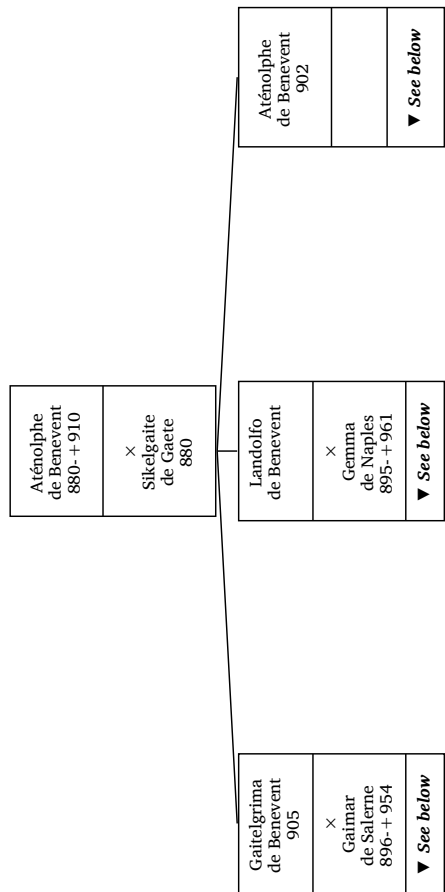 Aténolphe
de Benevent
880-+910
×
Sikelgaite
de Gaete
880
Gaitelgrima
de Benevent
905
×
Gaimar
de Salerne
896-+954
▼ See below
Landolfo
de Benevent
×
Gemma
de Naples
895-+961
▼ See below
Aténolphe
de Benevent
902
▼ See below